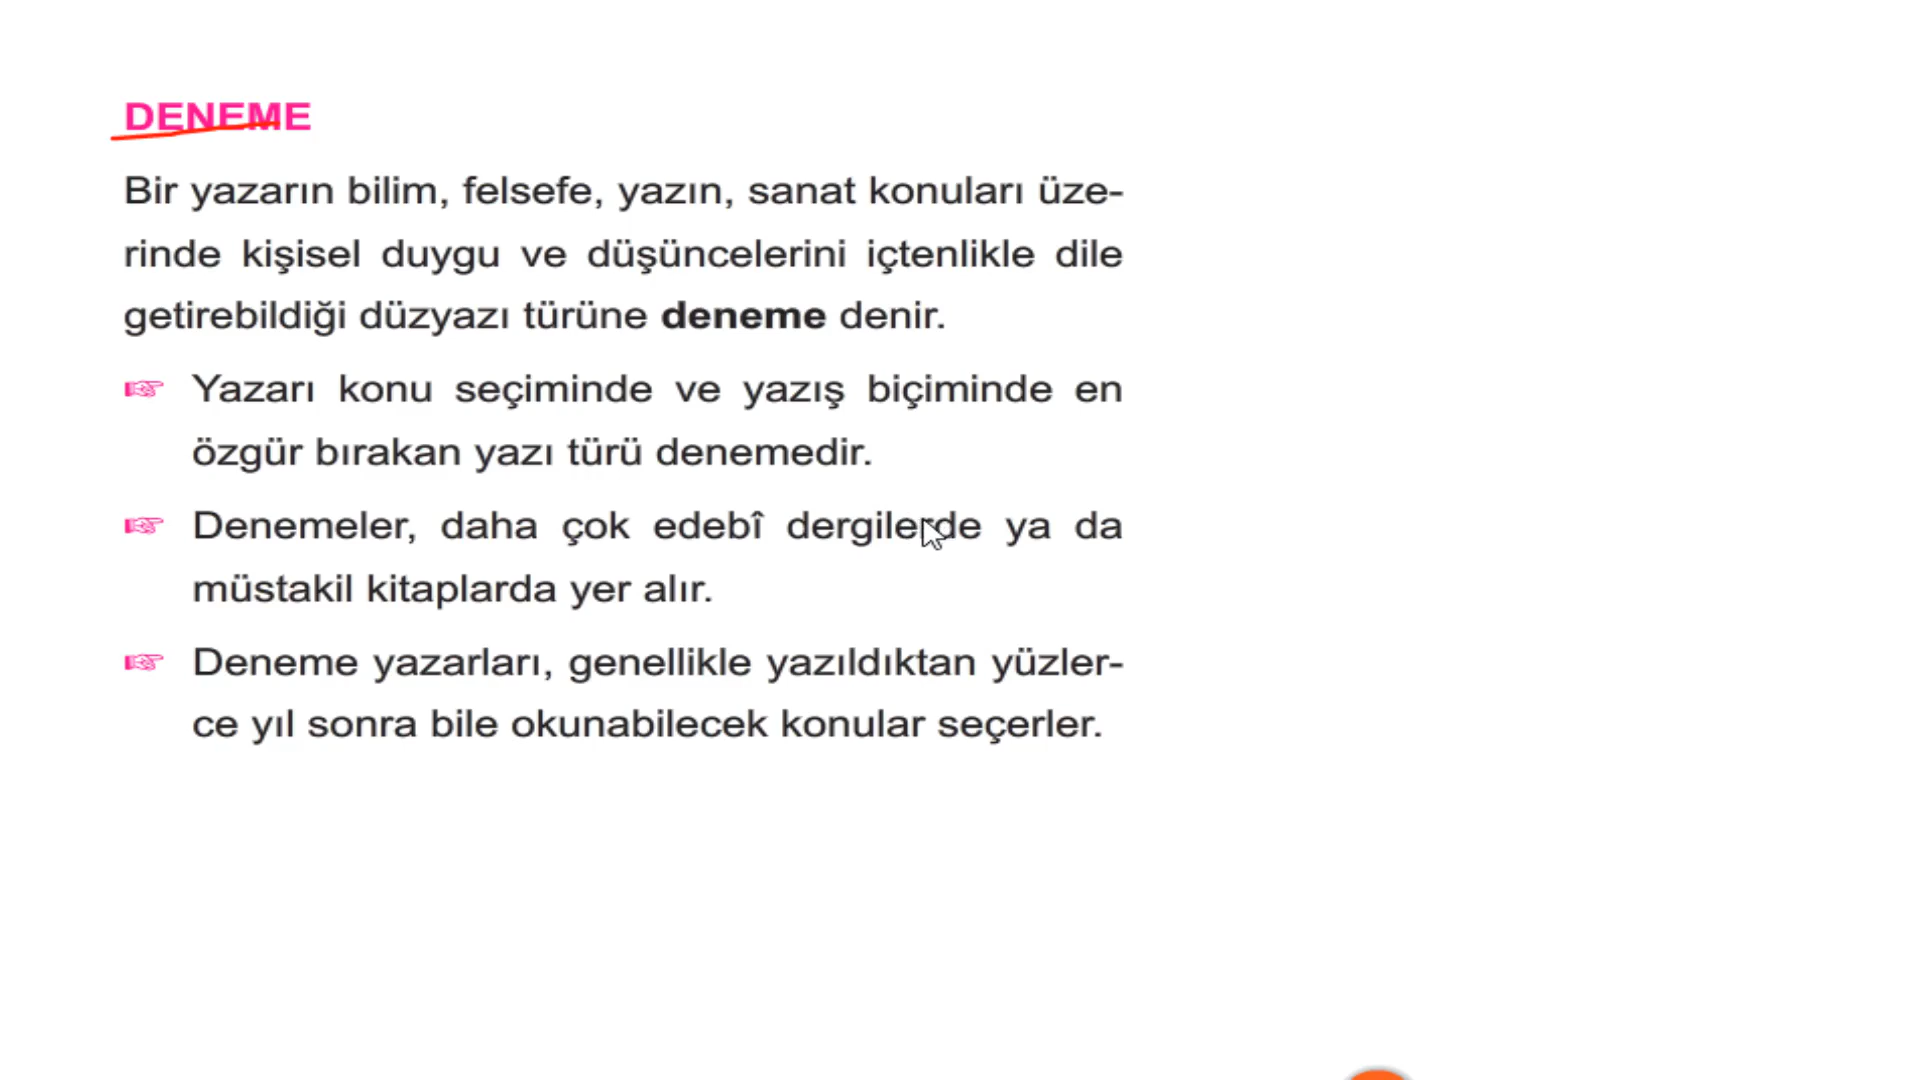 DENEME
Bir yazarın bilim, felsefe, yazın, sanat konuları üze-
rinde kişisel duygu ve düşüncelerini içtenlikle dile
getirebildiği düzyazı türüne deneme denir.
☞ Yazarı konu seçiminde ve yazış biçiminde en
özgür bırakan yazı türü denemedir.
☞ Denemeler, daha çok edebî dergilerde ya da
müstakil kitaplarda yer alır.
☞ Deneme yazarları, genellikle yazıldıktan yüzler-
ce yıl sonra bile okunabilecek konular seçerler.